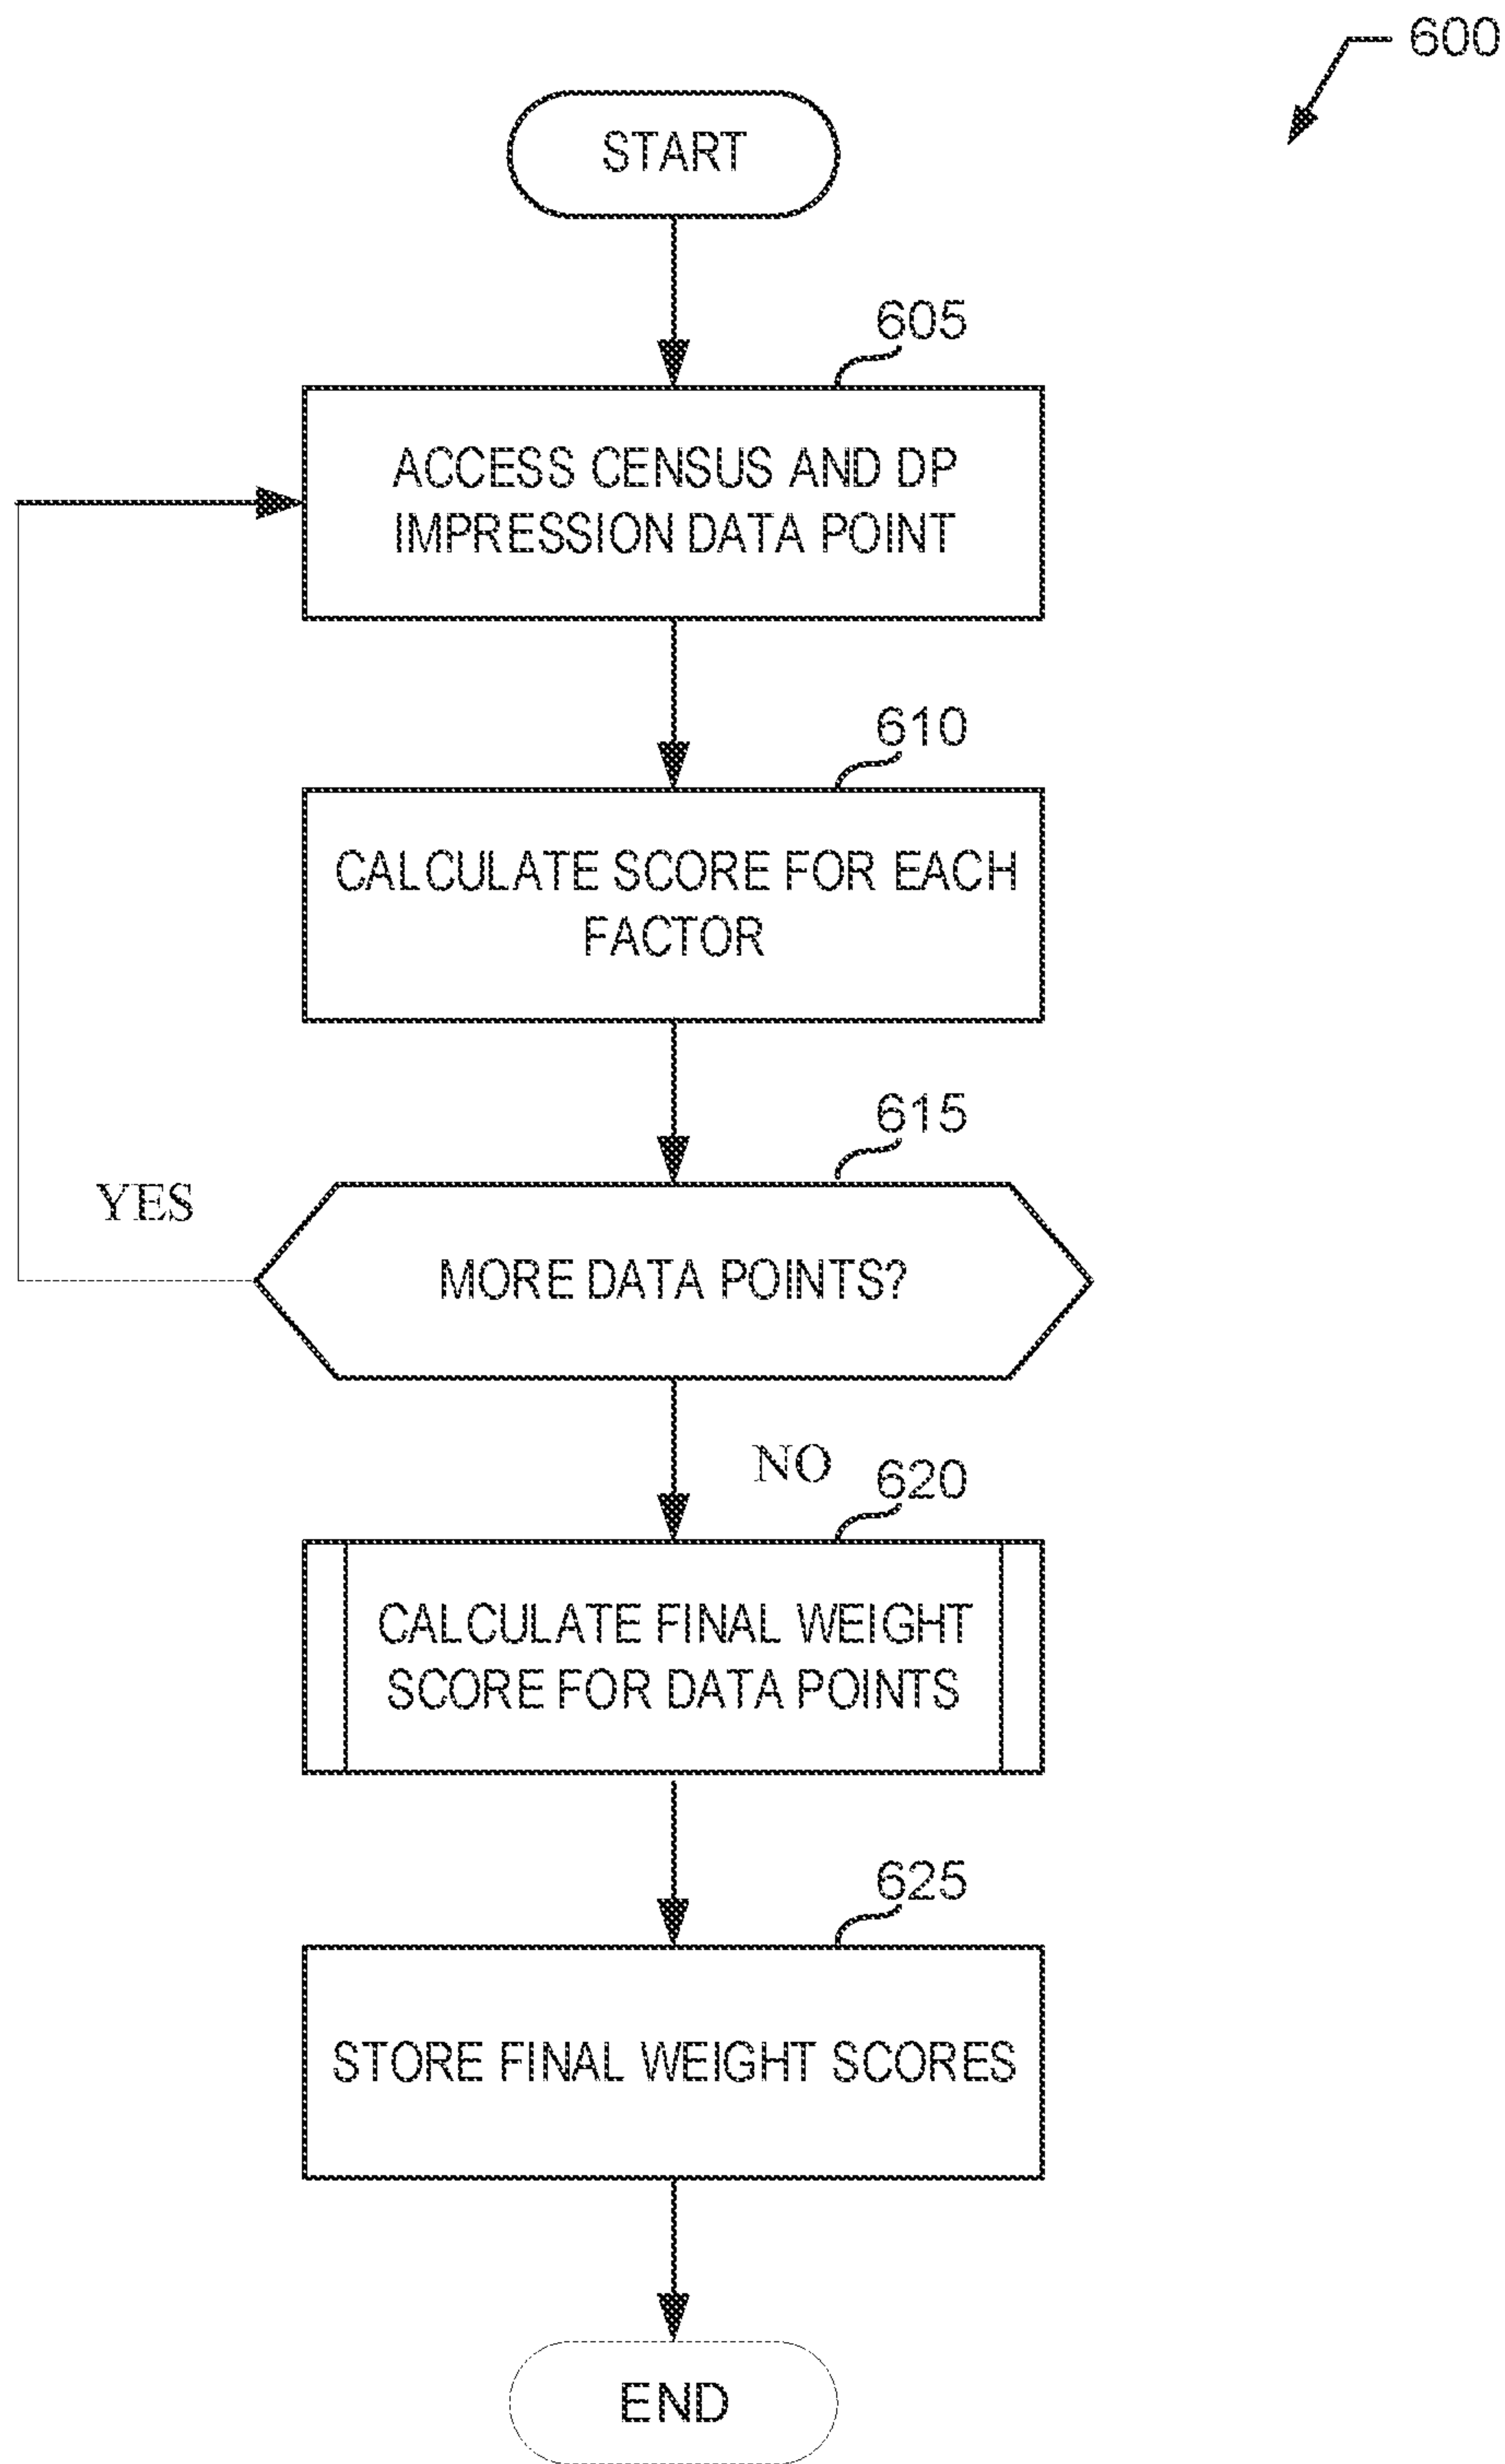 600
START
605
ACCESS CENSUS AND DP
IMPRESSION DATA POINT
610
CALCULATE SCORE FOR EACH
FACTOR
615
YES
MORE DATA POINTS?
NO
620
CALCULATE FINAL WEIGHT
SCORE FOR DATA POINTS
625
STORE FINAL WEIGHT SCORES
END